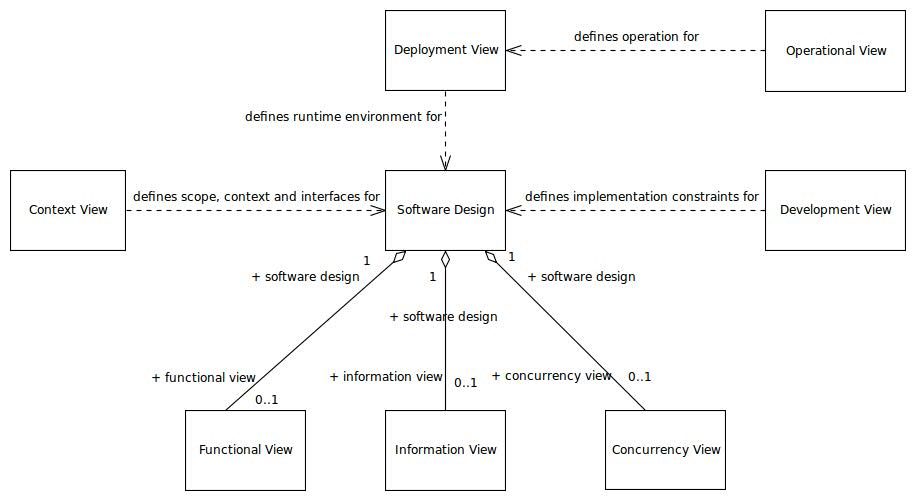 defines operation for
Deployment View
Operational View
defines runtime environment for
defines scope, context and interfaces for
defines implementation constraints for
Context View
Software Design
Development View
1
1
+ software design
1
+ software design
+ software design
+ functional view
+ information view
0..1
+ concurrency view
0..1
0..1
Functional View
Information View
Concurrency View